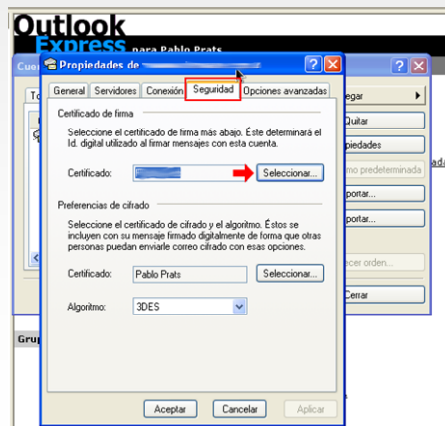 Outlook
Express para Pablo Prats
Propiedades de
General Servidores Conexión Seguridad Opciones avanzadas
Certificado de firma
Seleccione el certificado de firma más abajo. Éste determinará el
Id. digital utilizado al firmar mensajes con esta cuenta.
Certificado:
Seleccionar...
Preferencias de cifrado
Seleccione el certificado de cifrado y el algoritmo. Éstos se
incluyen con su mensaje firmado digitalmente de forma que otras
personas puedan enviarle correo cifrado con esas opciones.
Certificado: Pablo Prats Seleccionar...
Algoritmo: 3DES
Aceptar Cancelar Aplicar
Quitar
Cerrar